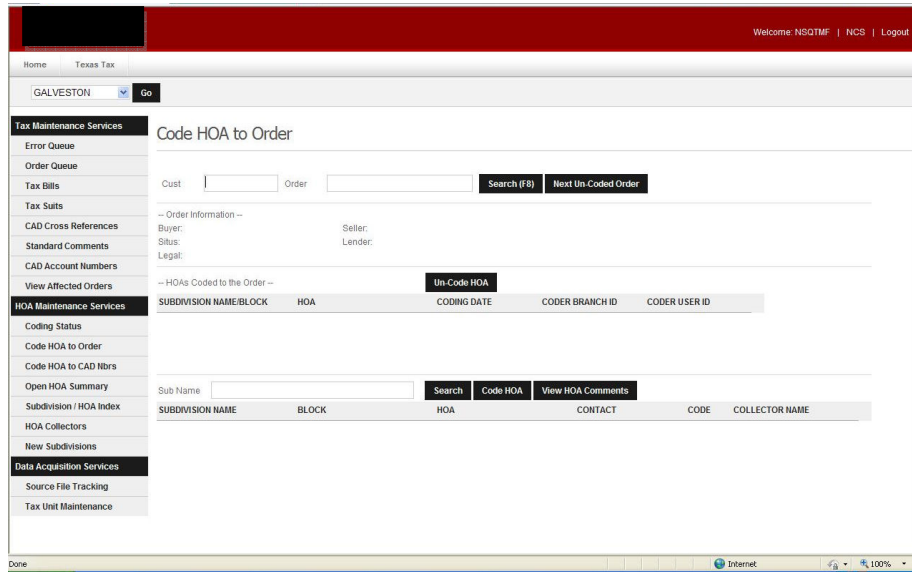 Welcome: NSQTMF | NCS | Logout
Home Texas Tax
GALVESTON Go
Tax Maintenance Services
Error Queue
Order Queue
Tax Bills
Tax Suits
CAD Cross References
Standard Comments
CAD Account Numbers
View Affected Orders
HOA Maintenance Services
Coding Status
Code HOA to Order
Code HOA to CAD Nbrs
Open HOA Summary
Subdivision / HOA Index
HOA Collectors
New Subdivisions
Data Acquisition Services
Source File Tracking
Tax Unit Maintenance
Code HOA to Order
Cust Order Search (F8) Next Un-Coded Order
-- Order Information --
Buyer: Seller:
Situs: Lender:
Legal:
-- HOAs Coded to the Order -- Un-Code HOA
SUBDIVISION NAME/BLOCK HOA CODING DATE CODER BRANCH ID CODER USER ID
Sub Name Search Code HOA View HOA Comments
SUBDIVISION NAME BLOCK HOA CONTACT CODE COLLECTOR NAME
Done Internet 100%